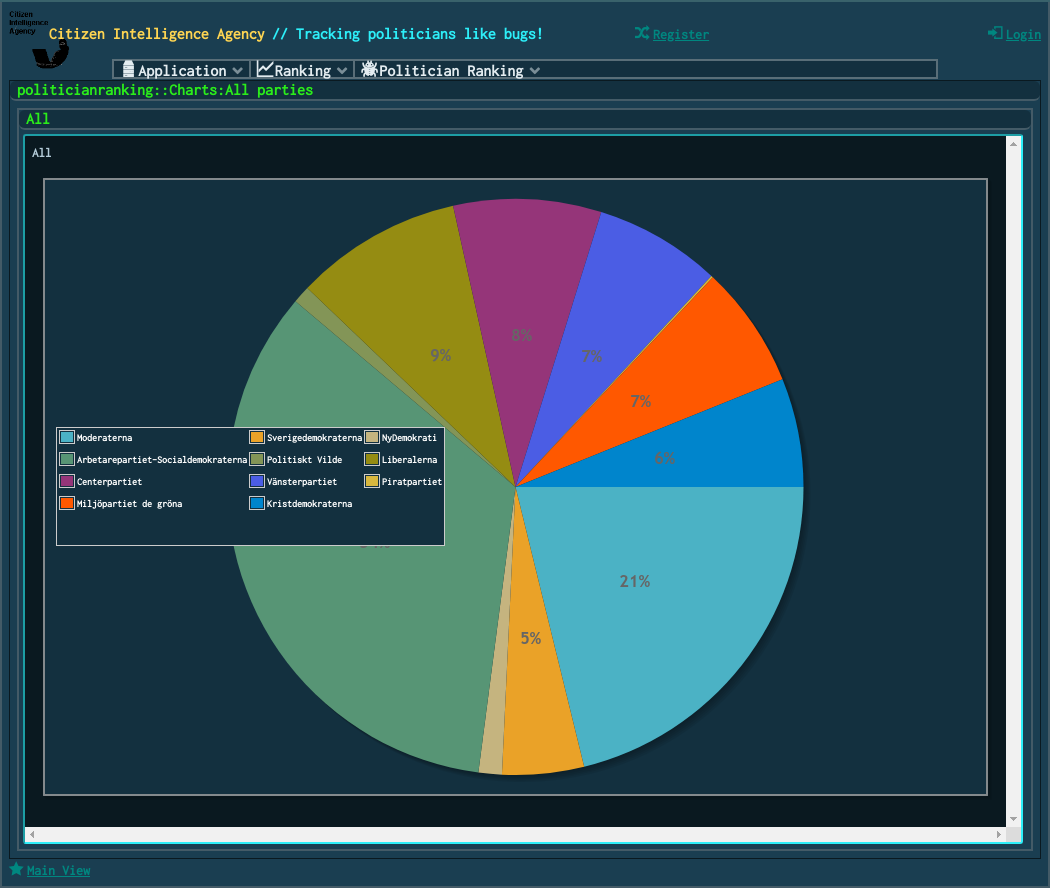 Citizen
Intelligence
Agency
Citizen Intelligence Agency // Tracking politicians like bugs!
Register
Login
Application
Ranking
Politician Ranking
politicianranking::Charts:All parties
All
All
8%
9%
7%
7%
6%
Moderaterna
Sverigedemokraterna
NyDemokrati
Arbetarepartiet-Socialdemokraterna
Politiskt Vilde
Liberalerna
Centerpartiet
Vänsterpartiet
Piratpartiet
Miljöpartiet de gröna
Kristdemokraterna
21%
5%
Main View